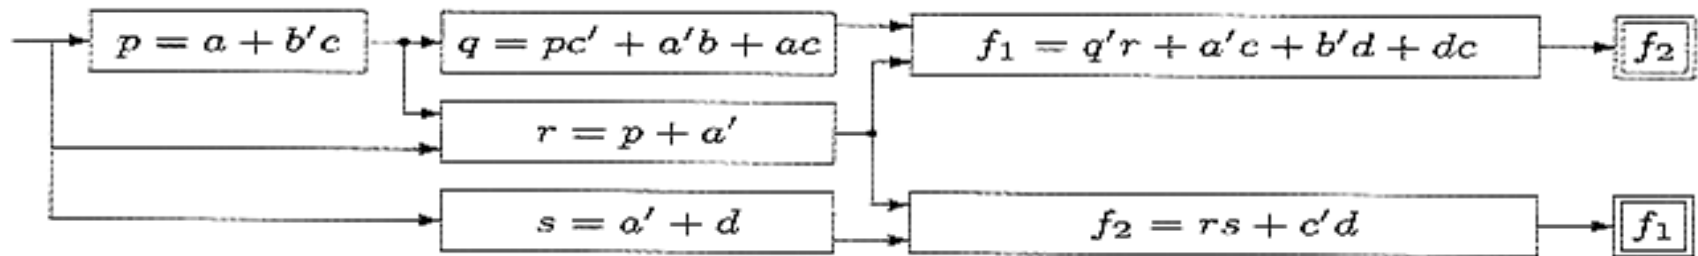 p = a + b′c
q = pc′ + a′b + ac
f₁ = q′r + a′c + b′d + dc
f₂
r = p + a′
s = a′ + d
f₂ = rs + c′d
f₁